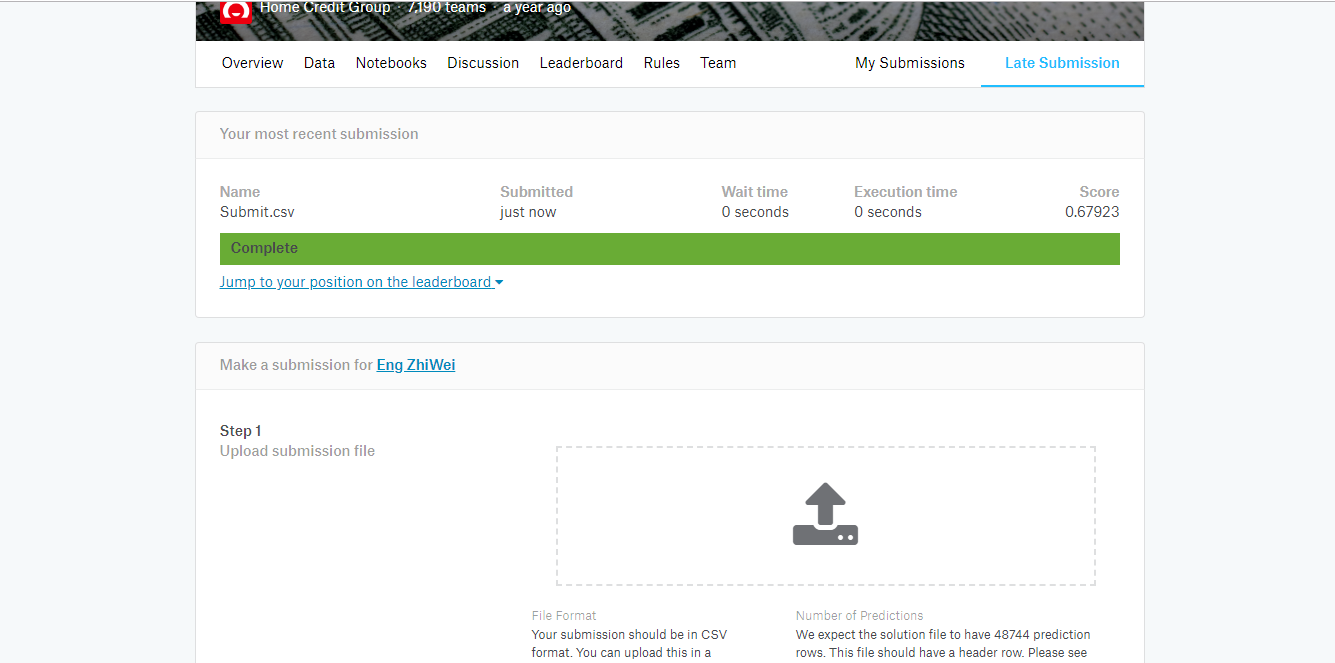 Home Credit Group · 7,190 teams · a year ago
Overview Data Notebooks Discussion Leaderboard Rules Team My Submissions Late Submission
Your most recent submission
Name Submitted Wait time Execution time Score
Submit.csv just now 0 seconds 0 seconds 0.67923
Complete
Jump to your position on the leaderboard
Make a submission for Eng ZhiWei
Step 1
Upload submission file
File Format
Your submission should be in CSV
format. You can upload this in a
Number of Predictions
We expect the solution file to have 48744 prediction
rows. This file should have a header row. Please see